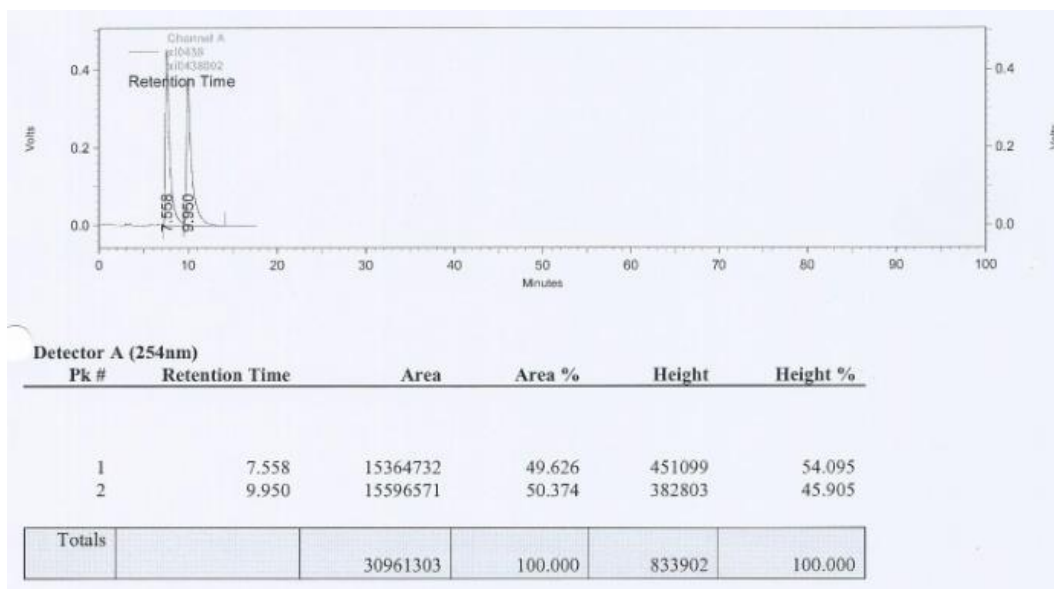 Channel A
xl0438
xl0438002
Retention Time
0.4
0.2
0.0
Volts
7.558
9.950
0.4
0.2
0.0
Volts
0 10 20 30 40 50 60 70 80 90 100
Minutes
Detector A (254nm)
Pk # Retention Time Area Area % Height Height %
1 7.558 15364732 49.626 451099 54.095
2 9.950 15596571 50.374 382803 45.905
Totals
30961303 100.000 833902 100.000